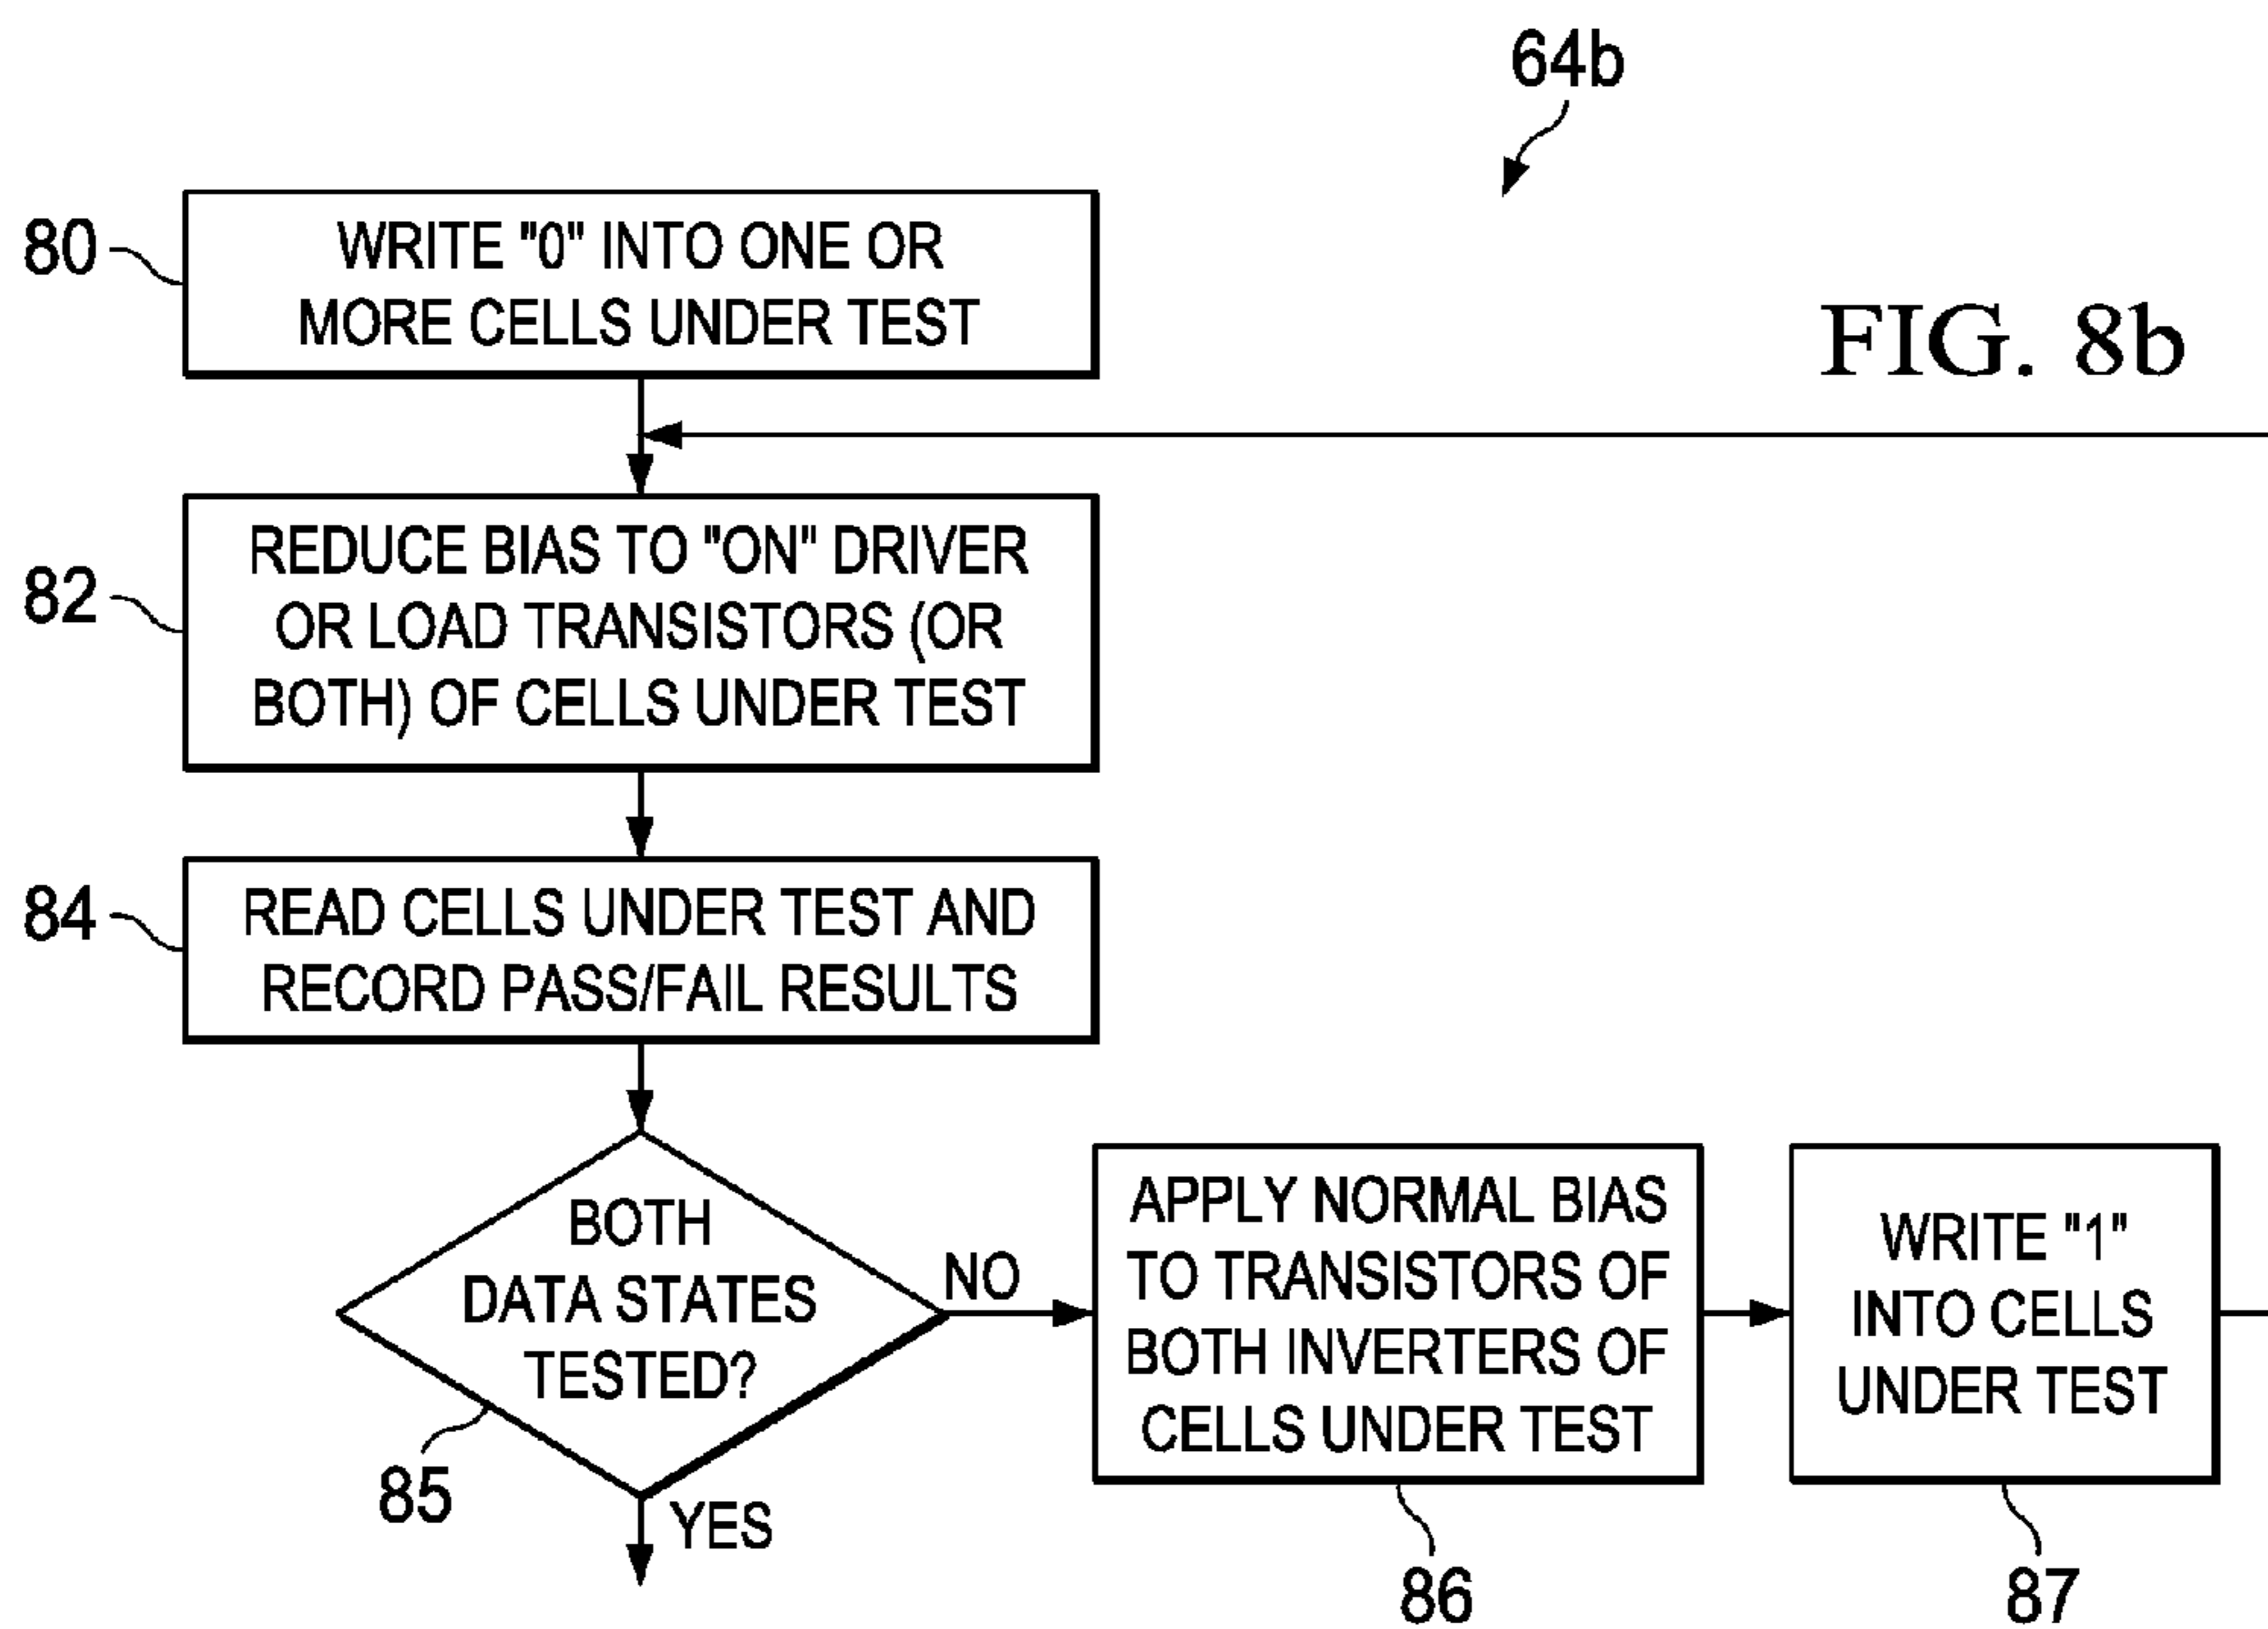 64b
80
WRITE "0" INTO ONE OR
MORE CELLS UNDER TEST
FIG. 8b
82
REDUCE BIAS TO "ON" DRIVER
OR LOAD TRANSISTORS (OR
BOTH) OF CELLS UNDER TEST
84
READ CELLS UNDER TEST AND
RECORD PASS/FAIL RESULTS
BOTH
DATA STATES
TESTED?
85
NO
YES
APPLY NORMAL BIAS
TO TRANSISTORS OF
BOTH INVERTERS OF
CELLS UNDER TEST
86
WRITE "1"
INTO CELLS
UNDER TEST
87